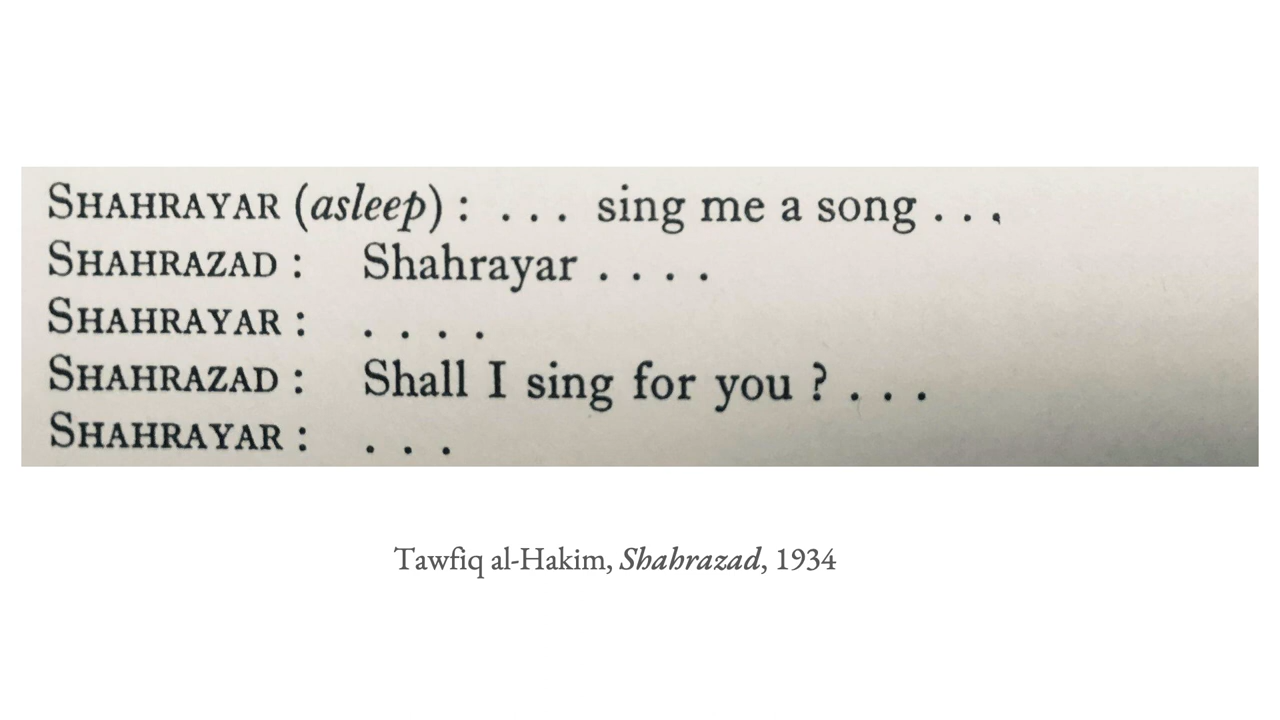 SHAHRAYAR (asleep) : . . . sing me a song . . .
SHAHRAZAD : Shahrayar . . . .
SHAHRAYAR : . . . .
SHAHRAZAD : Shall I sing for you ? . . .
SHAHRAYAR : . . .
Tawfiq al-Hakim, Shahrazad, 1934